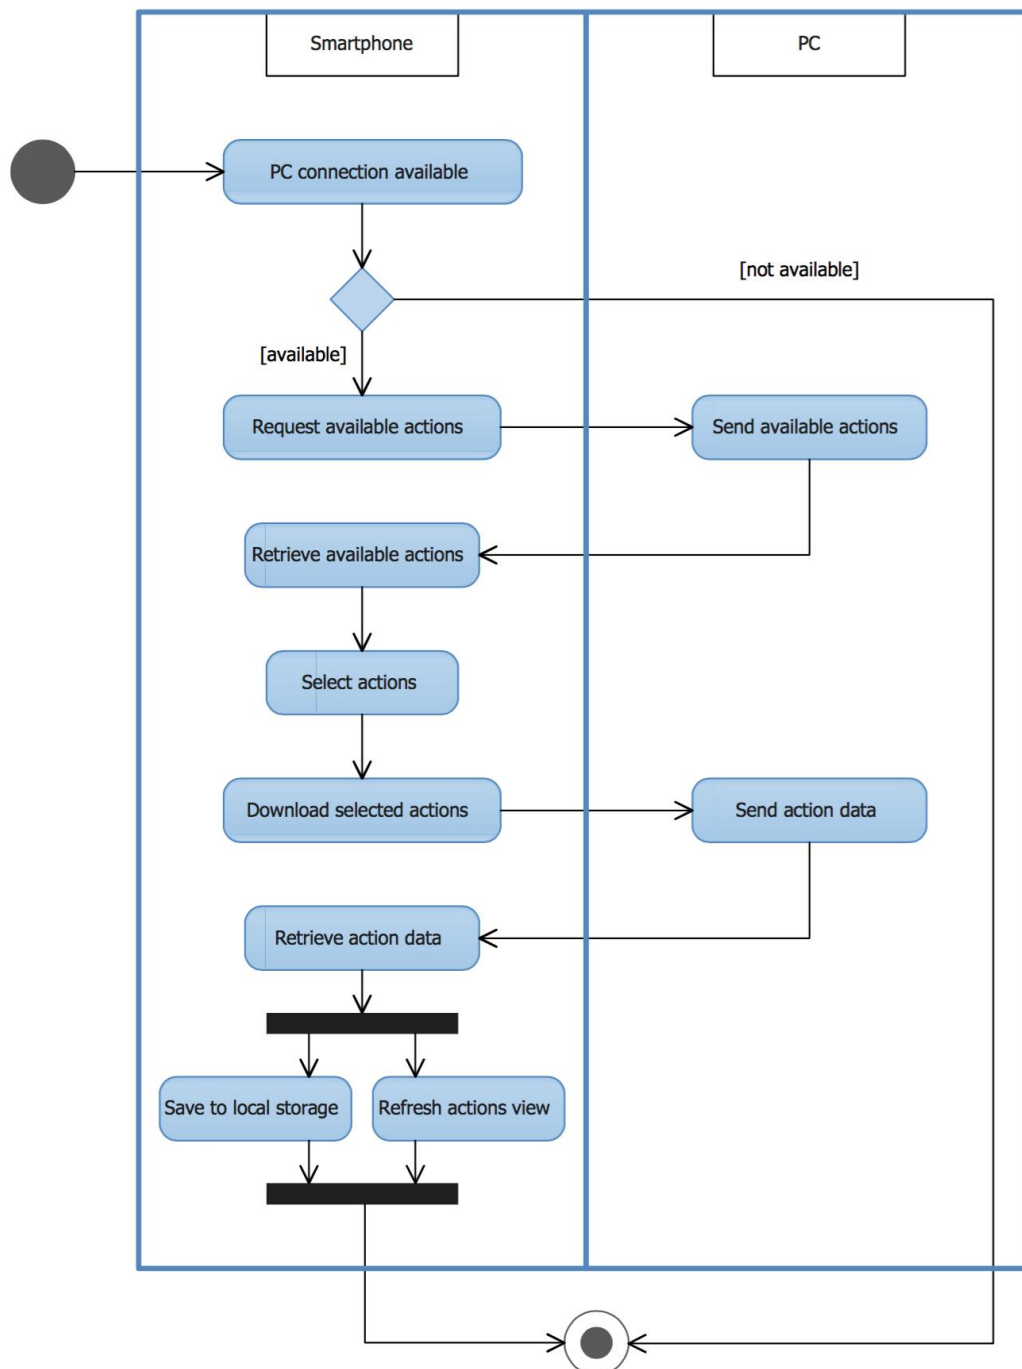 Smartphone
PC
PC connection available
[not available]
[available]
Request available actions
Send available actions
Retrieve available actions
Select actions
Download selected actions
Send action data
Retrieve action data
Save to local storage
Refresh actions view